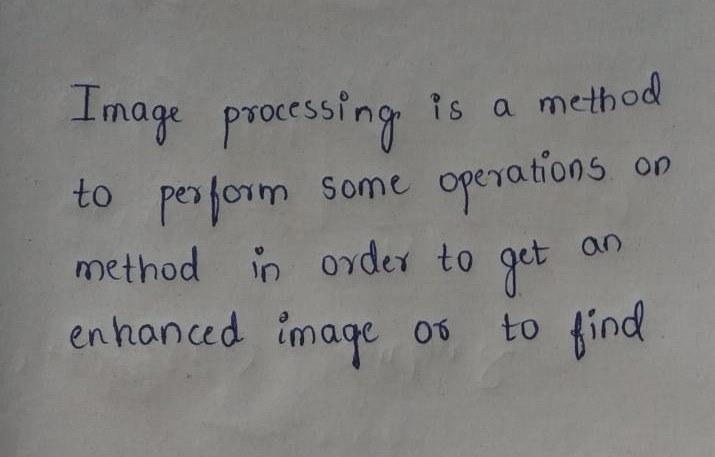 Image processing is a method
to perform some operations on
method in order to get an
enhanced image or to find